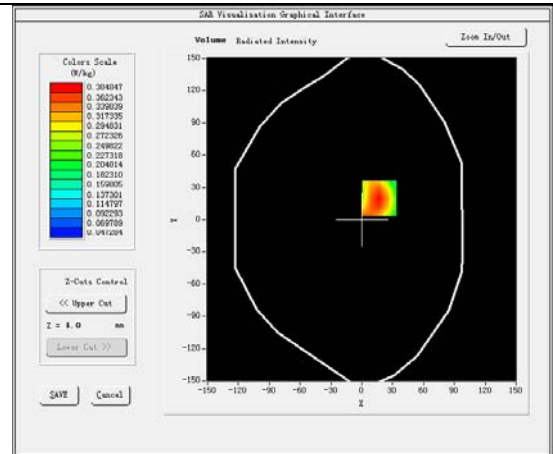 SAR Visualisation Graphical Interface
Volume Radiated Intensity
Zoom In/Out
Colors Scale
(W/kg)
0.384847
0.362343
0.339839
0.317335
0.294831
0.272326
0.249822
0.227318
0.204814
0.182310
0.159805
0.137301
0.114797
0.092293
0.069789
0.047284
150
120
90
60
30
0
-30
-60
-90
-120
-150
Y
-150 -120 -90 -60 -30 0 30 60 90 120 150
X
Z-Cuts Control
<< Upper Cut
Z = 4.0 mm
Lower Cut >>
SAVE Cancel